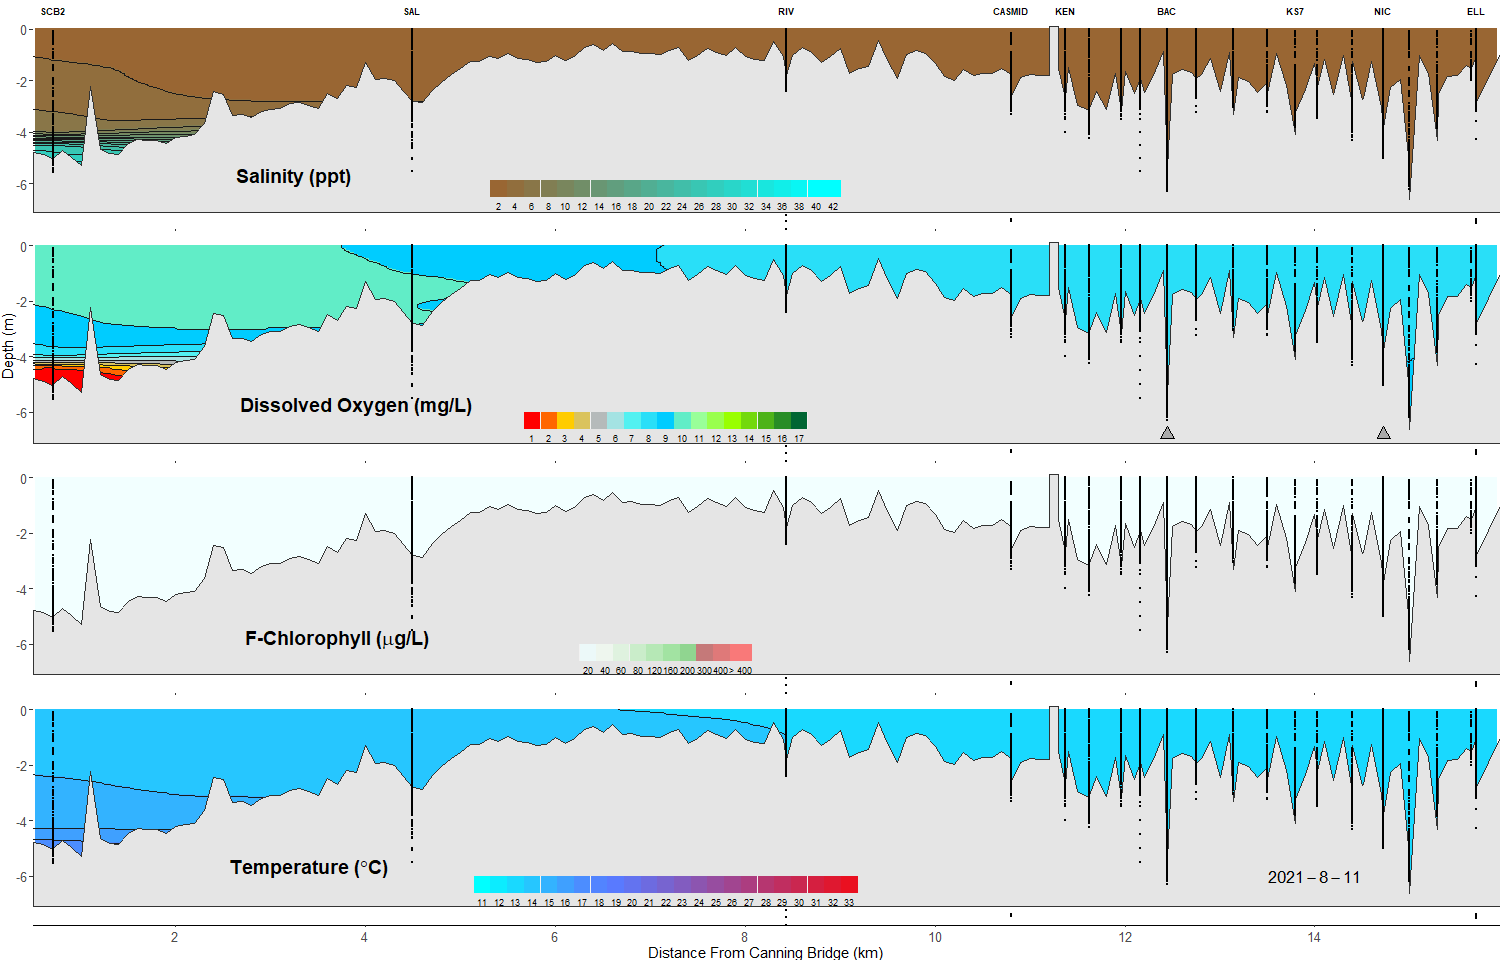 SCB2 SAL RIV CASMID KEN BAC KS7 NIC ELL
0
-2
-4
-6
Salinity (ppt)
2 4 6 8 10 12 14 16 18 20 22 24 26 28 30 32 34 36 38 40 42
0
-2
-4
-6
Dissolved Oxygen (mg/L)
1 2 3 4 5 6 7 8 9 10 11 12 13 14 15 16 17
Depth (m)
0
-2
-4
-6
F-Chlorophyll (μg/L)
20 40 60 80 120 160 200 300 400 > 400
0
-2
-4
-6
Temperature (°C)
2021 – 8 – 11
11 12 13 14 15 16 17 18 19 20 21 22 23 24 25 26 27 28 29 30 31 32 33
2 4 6 8 10 12 14
Distance From Canning Bridge (km)